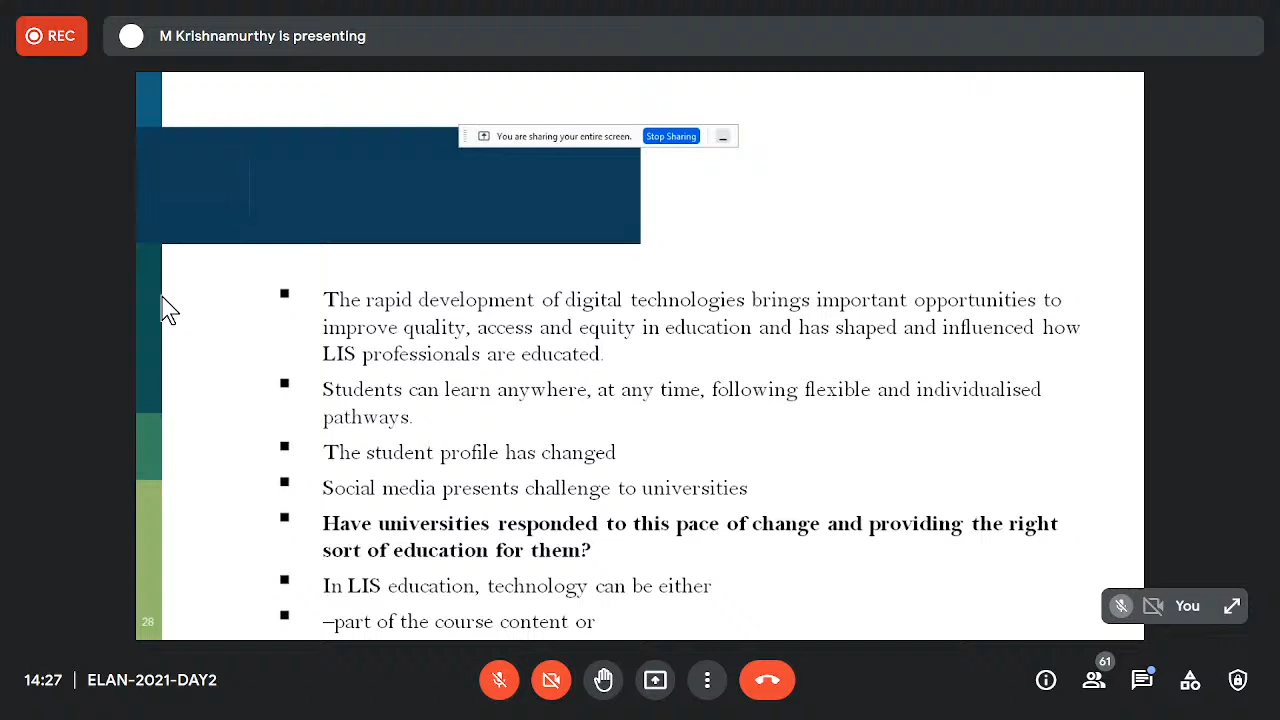 REC
M Krishnamurthy is presenting
You are sharing your entire screen. Stop Sharing
▪ The rapid development of digital technologies brings important opportunities to
improve quality, access and equity in education and has shaped and influenced how
LIS professionals are educated.
▪ Students can learn anywhere, at any time, following flexible and individualised
pathways.
▪ The student profile has changed
▪ Social media presents challenge to universities
▪ Have universities responded to this pace of change and providing the right
sort of education for them?
▪ In LIS education, technology can be either
▪ –part of the course content or
28
You
14:27 | ELAN-2021-DAY2
61